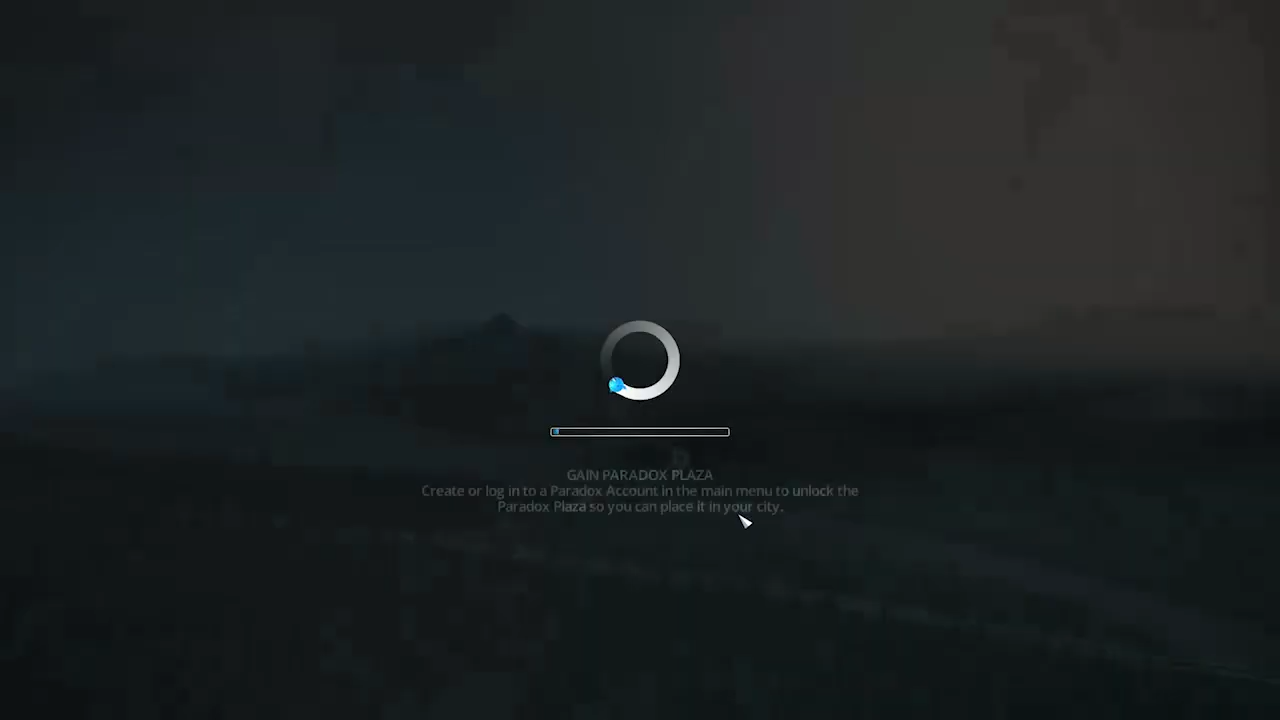 GAIN PARADOX PLAZA
Create or log in to a Paradox Account in the main menu to unlock the
Paradox Plaza so you can place it in your city.